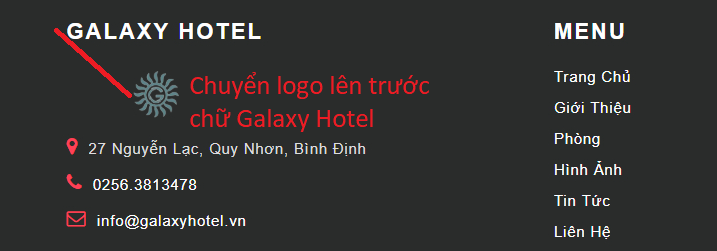 GALAXY HOTEL
G
Chuyển logo lên trước
chữ Galaxy Hotel
27 Nguyễn Lạc, Quy Nhơn, Bình Định
0256.3813478
info@galaxyhotel.vn
MENU
Trang Chủ
Giới Thiệu
Phòng
Hình Ảnh
Tin Tức
Liên Hệ